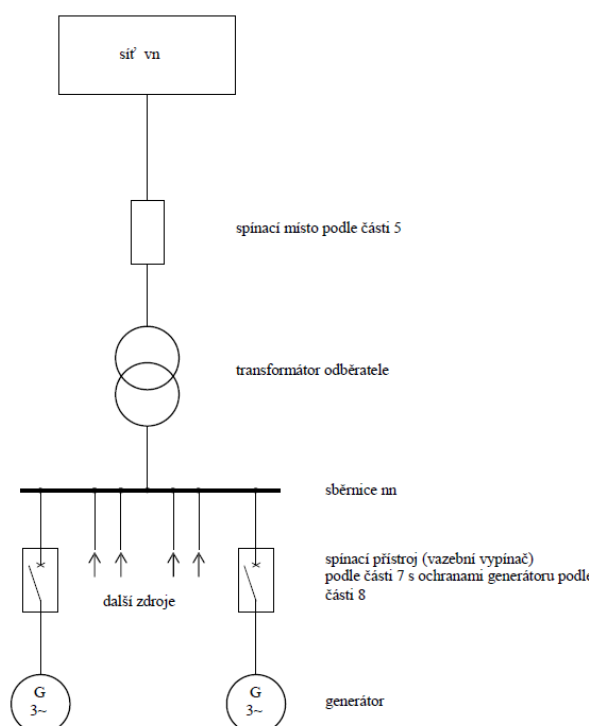 síť vn
spínací místo podle části 5
transformátor odběratele
sběrnice nn
spínací přístroj (vazební vypínač)
podle části 7 s ochranami generátoru podle
části 8
další zdroje
G
3~
G
3~
generátor